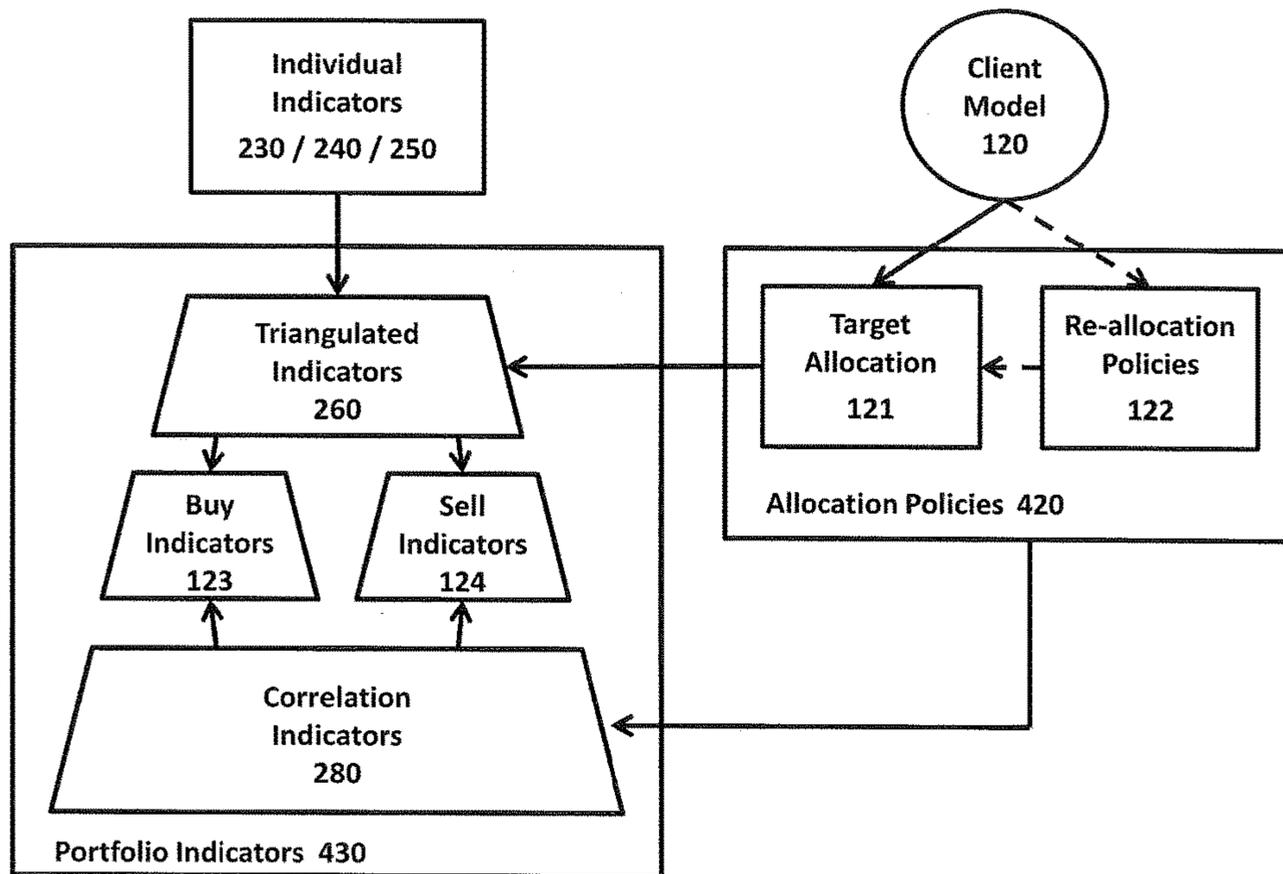 Individual
Indicators
230 / 240 / 250
Client
Model
120
Triangulated
Indicators
260
Target
Allocation
121
Re-allocation
Policies
122
Buy
Indicators
123
Sell
Indicators
124
Allocation Policies 420
Correlation
Indicators
280
Portfolio Indicators 430